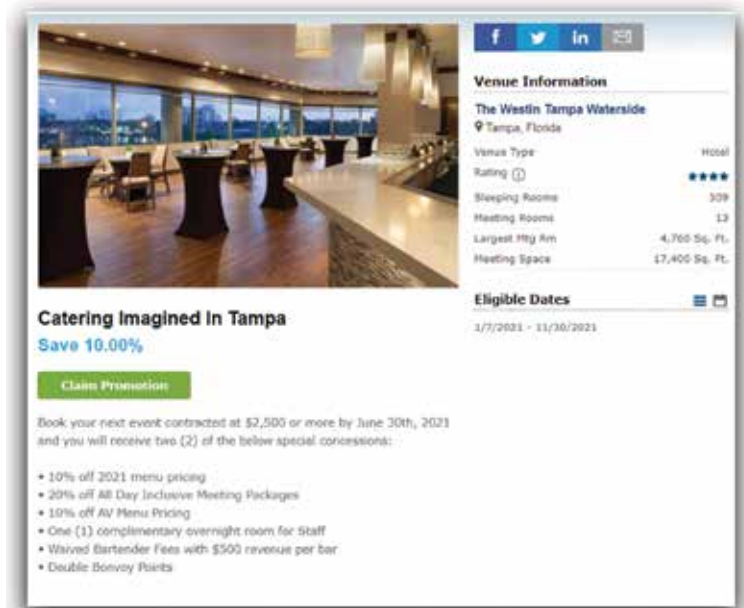 f in
Venue Information
The Westin Tampa Waterside
Tampa, Florida
Venue Type Hotel
Rating
Sleeping Rooms 309
Meeting Rooms 13
Largest Mtg Rm 4,760 Sq. Ft.
Meeting Space 17,400 Sq. Ft.
Eligible Dates
1/7/2021 - 11/30/2021
Catering Imagined In Tampa
Save 10.00%
Claim Promotion
Book your next event contracted at $2,500 or more by June 30th, 2021
and you will receive two (2) of the below special concessions:
• 10% off 2021 menu pricing
• 20% off All Day Inclusive Meeting Packages
• 10% off AV Menu Pricing
• One (1) complimentary overnight room for Staff
• Waived Bartender Fees with $500 revenue per bar
• Double Bonvoy Points